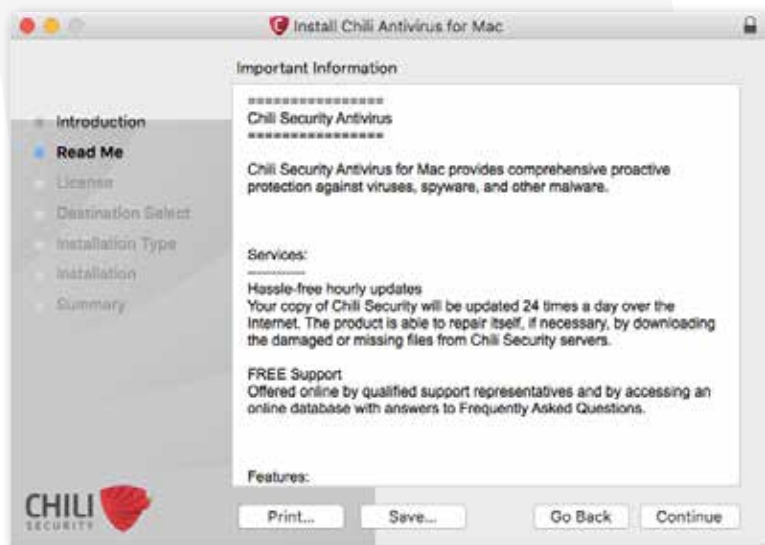 Install Chili Antivirus for Mac
Important Information
Introduction
Read Me
License
Destination Select
Installation Type
Installation
Summary
================
Chili Security Antivirus
================
Chili Security Antivirus for Mac provides comprehensive proactive
protection against viruses, spyware, and other malware.
Services:
-----------
Hassle-free hourly updates
Your copy of Chili Security will be updated 24 times a day over the
Internet. The product is able to repair itself, if necessary, by downloading
the damaged or missing files from Chili Security servers.
FREE Support
Offered online by qualified support representatives and by accessing an
online database with answers to Frequently Asked Questions.
Features:
CHILI
SECURITY
Print...
Save...
Go Back
Continue